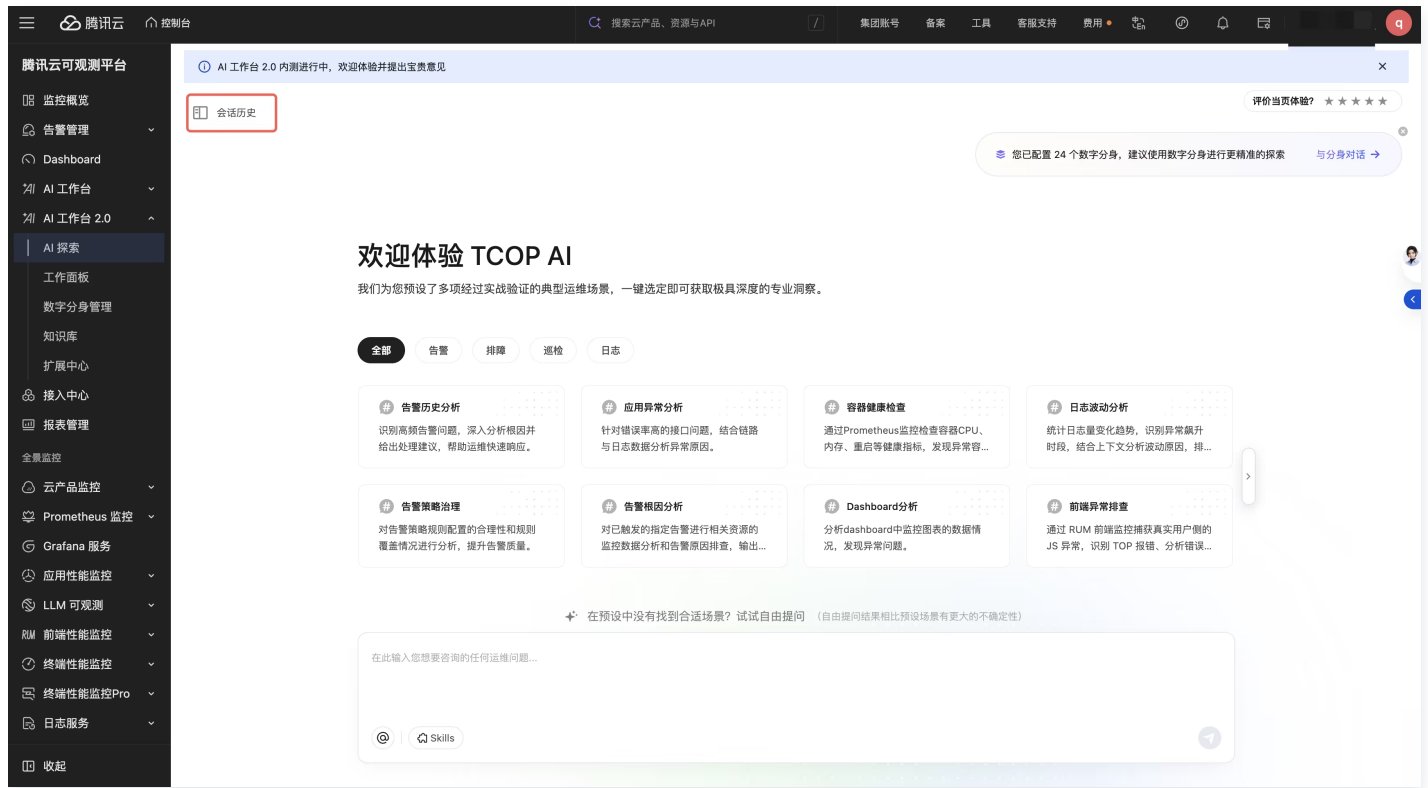 腾讯云
控制台
搜索云产品、资源与API
/
集团账号
备案
工具
客服支持
费用
q
腾讯云可观测平台
监控概览
告警管理
Dashboard
AI 工作台
AI 工作台 2.0
AI 探索
工作面板
数字分身管理
知识库
扩展中心
接入中心
报表管理
全景监控
云产品监控
Prometheus 监控
Grafana 服务
应用性能监控
LLM 可观测
RUM 前端性能监控
终端性能监控
终端性能监控Pro
日志服务
收起
AI 工作台 2.0 内测进行中，欢迎体验并提出宝贵意见
会话历史
评价当页体验?
您已配置 24 个数字分身，建议使用数字分身进行更精准的探索
与分身对话
欢迎体验 TCOP AI
我们为您预设了多项经过实战验证的典型运维场景，一键选定即可获取极具深度的专业洞察。
全部
告警
排障
巡检
日志
# 告警历史分析
识别高频告警问题，深入分析根因并
给出处理建议，帮助运维快速响应。
# 应用异常分析
针对错误率高的接口问题，结合链路
与日志数据分析异常原因。
# 容器健康检查
通过Prometheus监控检查容器CPU、
内存、重启等健康指标，发现异常容...
# 日志波动分析
统计日志量变化趋势，识别异常飙升
时段，结合上下文分析波动原因，排...
# 告警策略治理
对告警策略规则配置的合理性和规则
覆盖情况进行分析，提升告警质量。
# 告警根因分析
对已触发的指定告警进行相关资源的
监控数据分析和告警原因排查，输出...
# Dashboard分析
分析dashboard中监控图表的数据情
况，发现异常问题。
# 前端异常排查
通过 RUM 前端监控捕获真实用户侧的
JS 异常，识别 TOP 报错、分析错误...
在预设中没有找到合适场景？试试自由提问 （自由提问结果相比预设场景有更大的不确定性）
在此输入您想要咨询的任何运维问题...
@
Skills